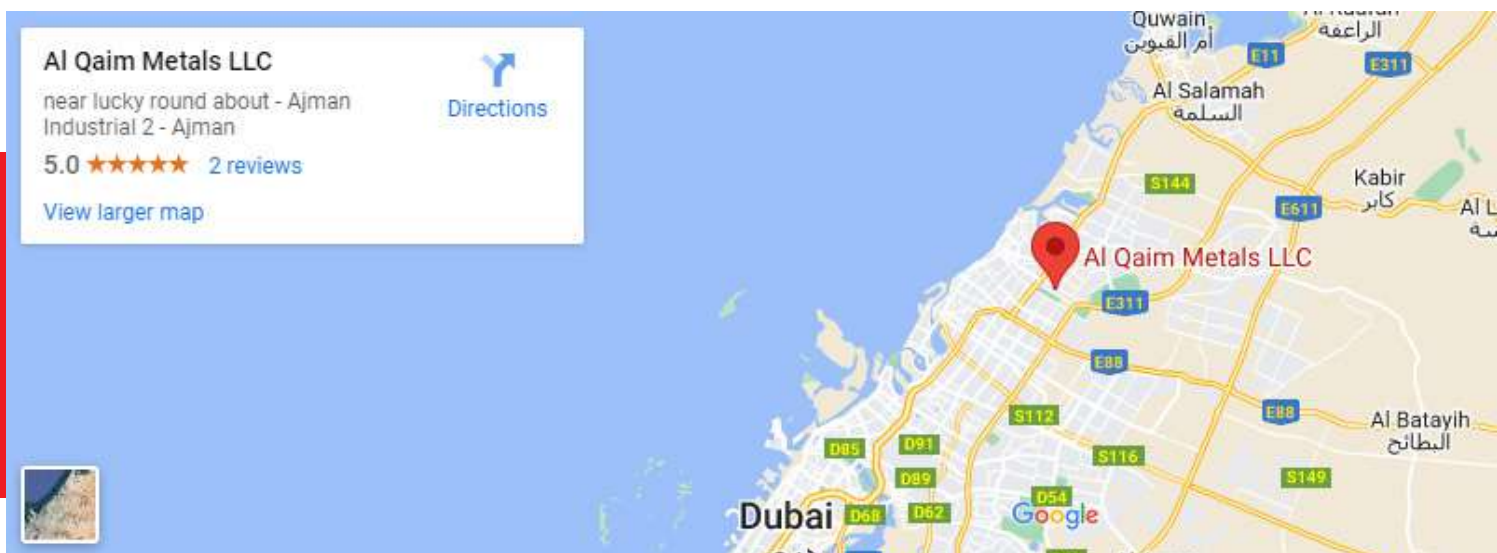 Al Qaim Metals LLC
near lucky round about - Ajman
Industrial 2 - Ajman
5.0 ★★★★★ 2 reviews
View larger map
Directions
Quwain
أم القيوين
الراعفة
E11
E311
Al Salamah
السلمة
S144
Kabir
كابر
E611
Al Qaim Metals LLC
E311
E88
S112
E88
Al Batayih
البطائح
D85
D91
S116
D89
S149
D54
Dubai
D68
D62
Google